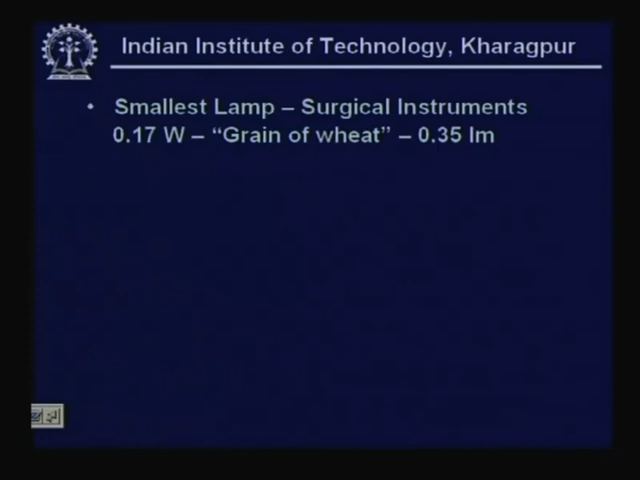 Indian Institute of Technology, Kharagpur
• Smallest Lamp – Surgical Instruments
0.17 W – “Grain of wheat” – 0.35 lm